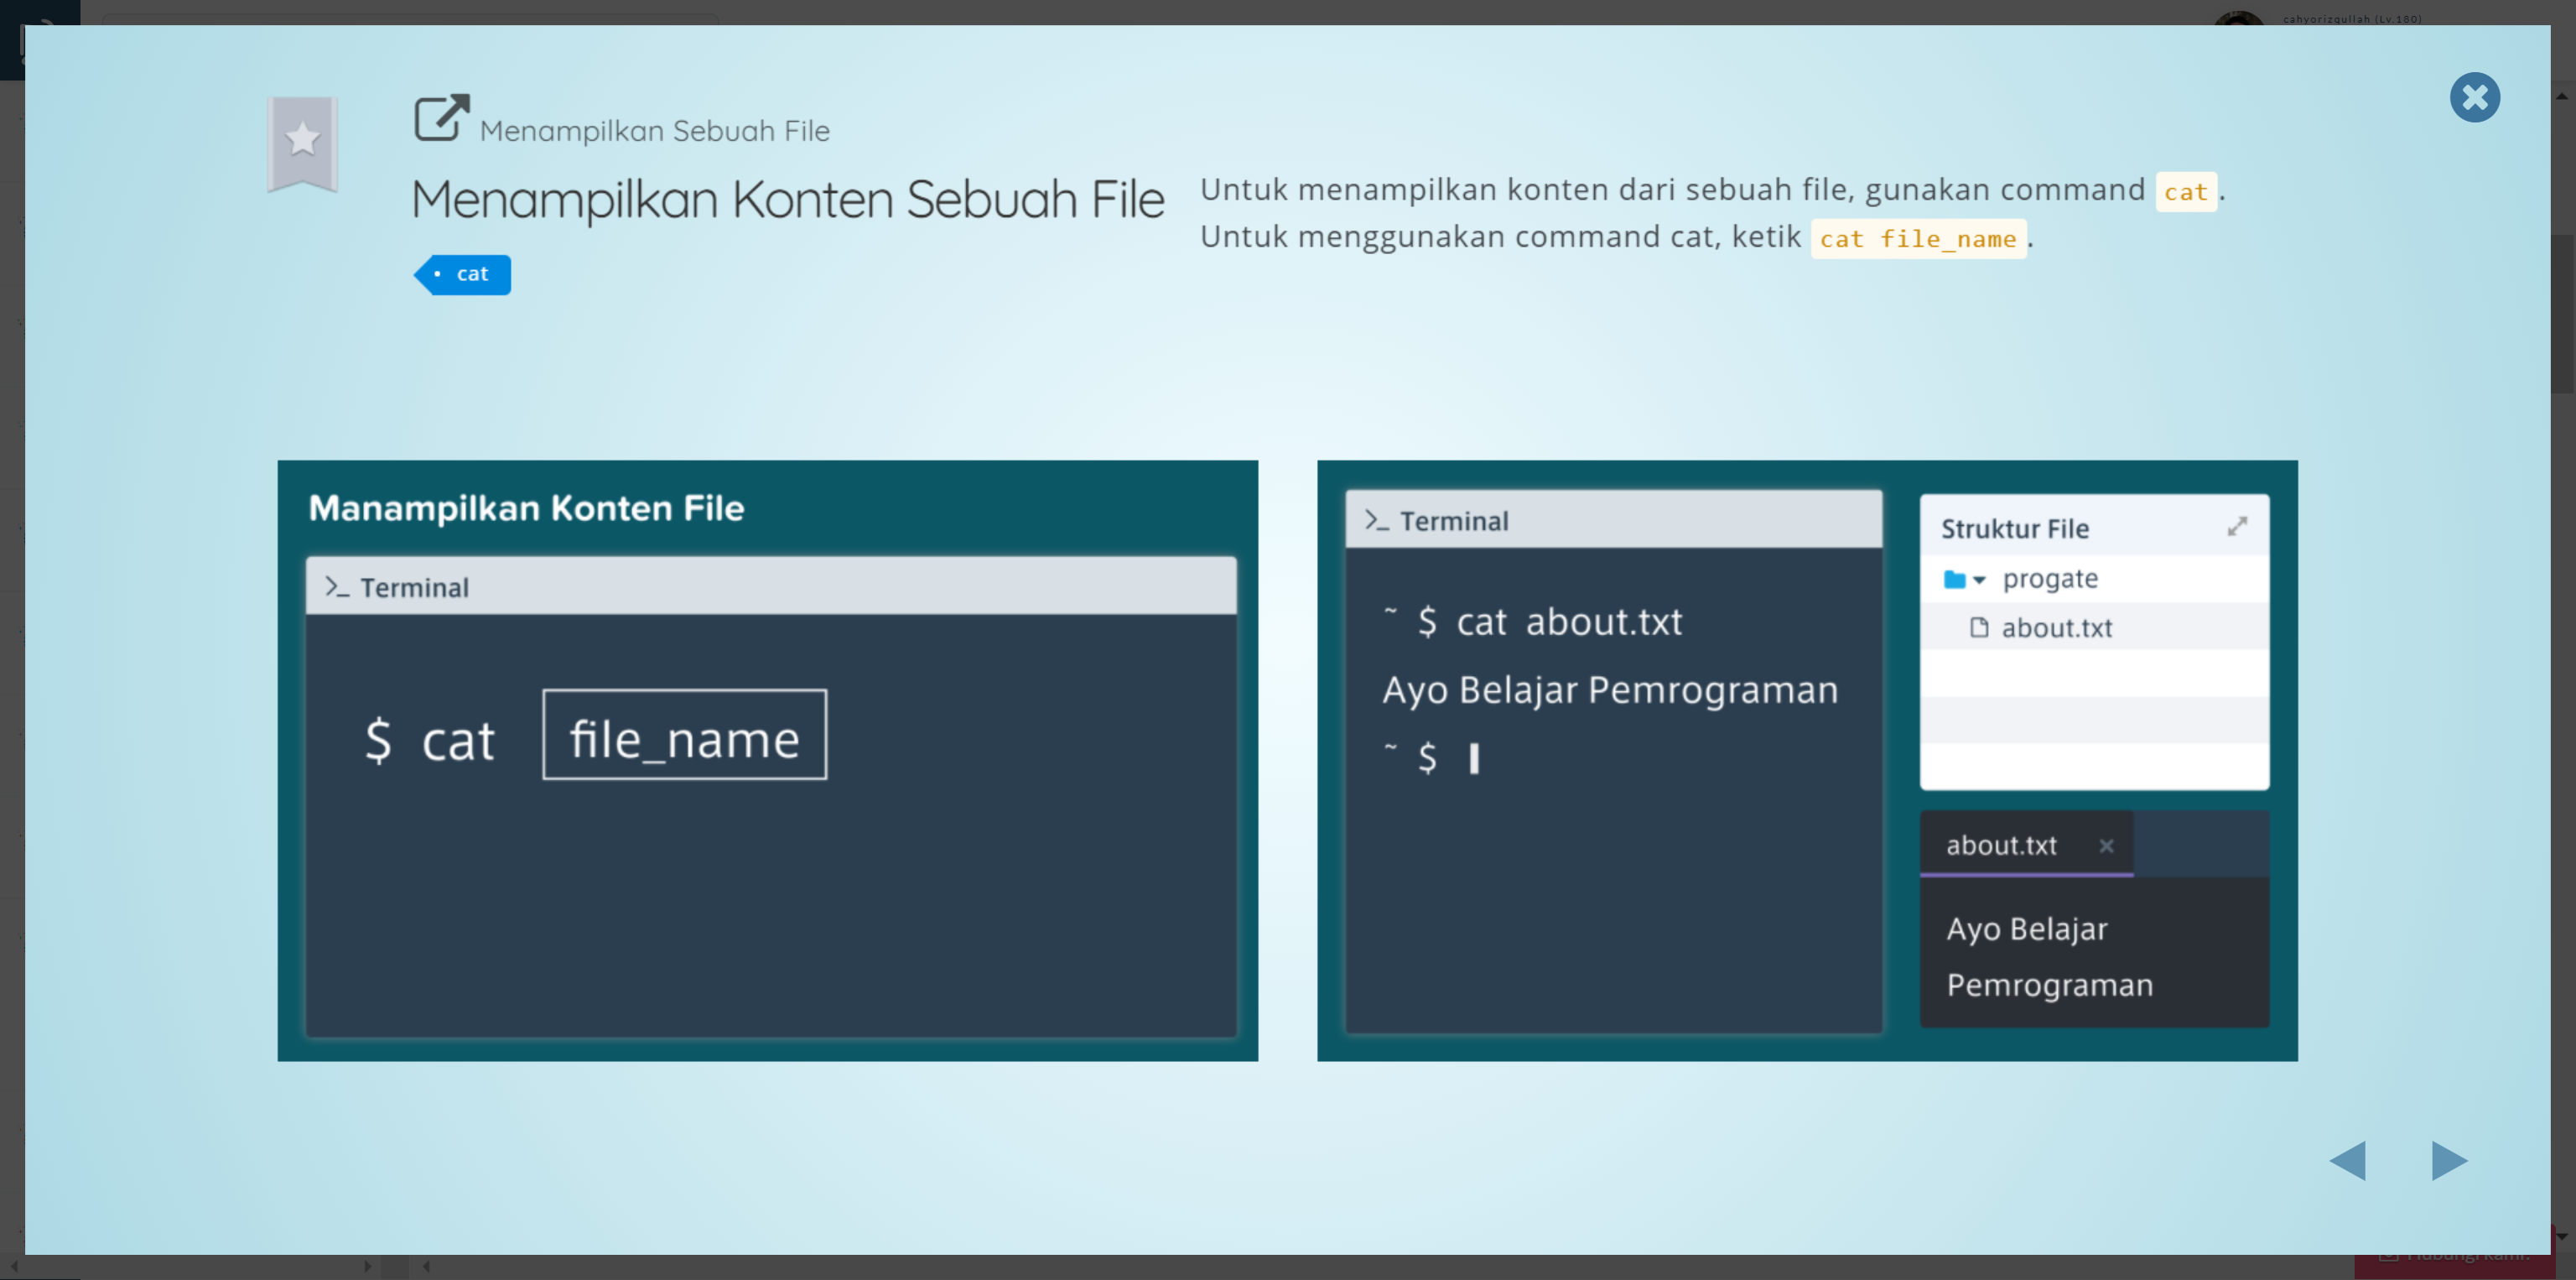 cahyorizqullah (Lv.180)
Menampilkan Sebuah File
Menampilkan Konten Sebuah File
cat
Untuk menampilkan konten dari sebuah file, gunakan command cat.
Untuk menggunakan command cat, ketik cat file_name.
Manampilkan Konten File
>_ Terminal
$ cat file_name
>_ Terminal
~ $ cat about.txt
Ayo Belajar Pemrograman
~ $
Struktur File
progate
about.txt
about.txt ×
Ayo Belajar
Pemrograman